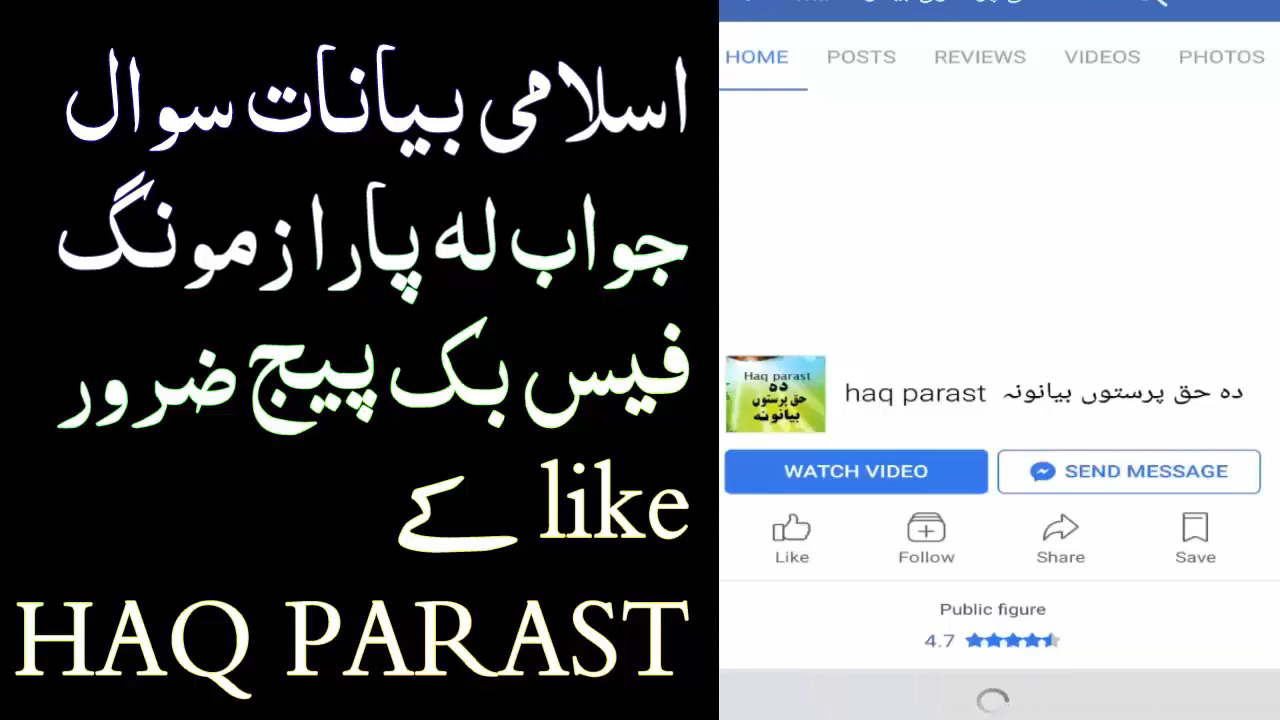 اسلامی بیانات سوال
جواب له پارا زمونگ
فیس بک پیج ضرور
like کے
HAQ PARAST
HOME POSTS REVIEWS VIDEOS PHOTOS
Haq parast
ده
حق پرستوں
بیانونه
haq parast ده حق پرستوں بیانونہ
WATCH VIDEO SEND MESSAGE
Like Follow Share Save
Public figure
4.7